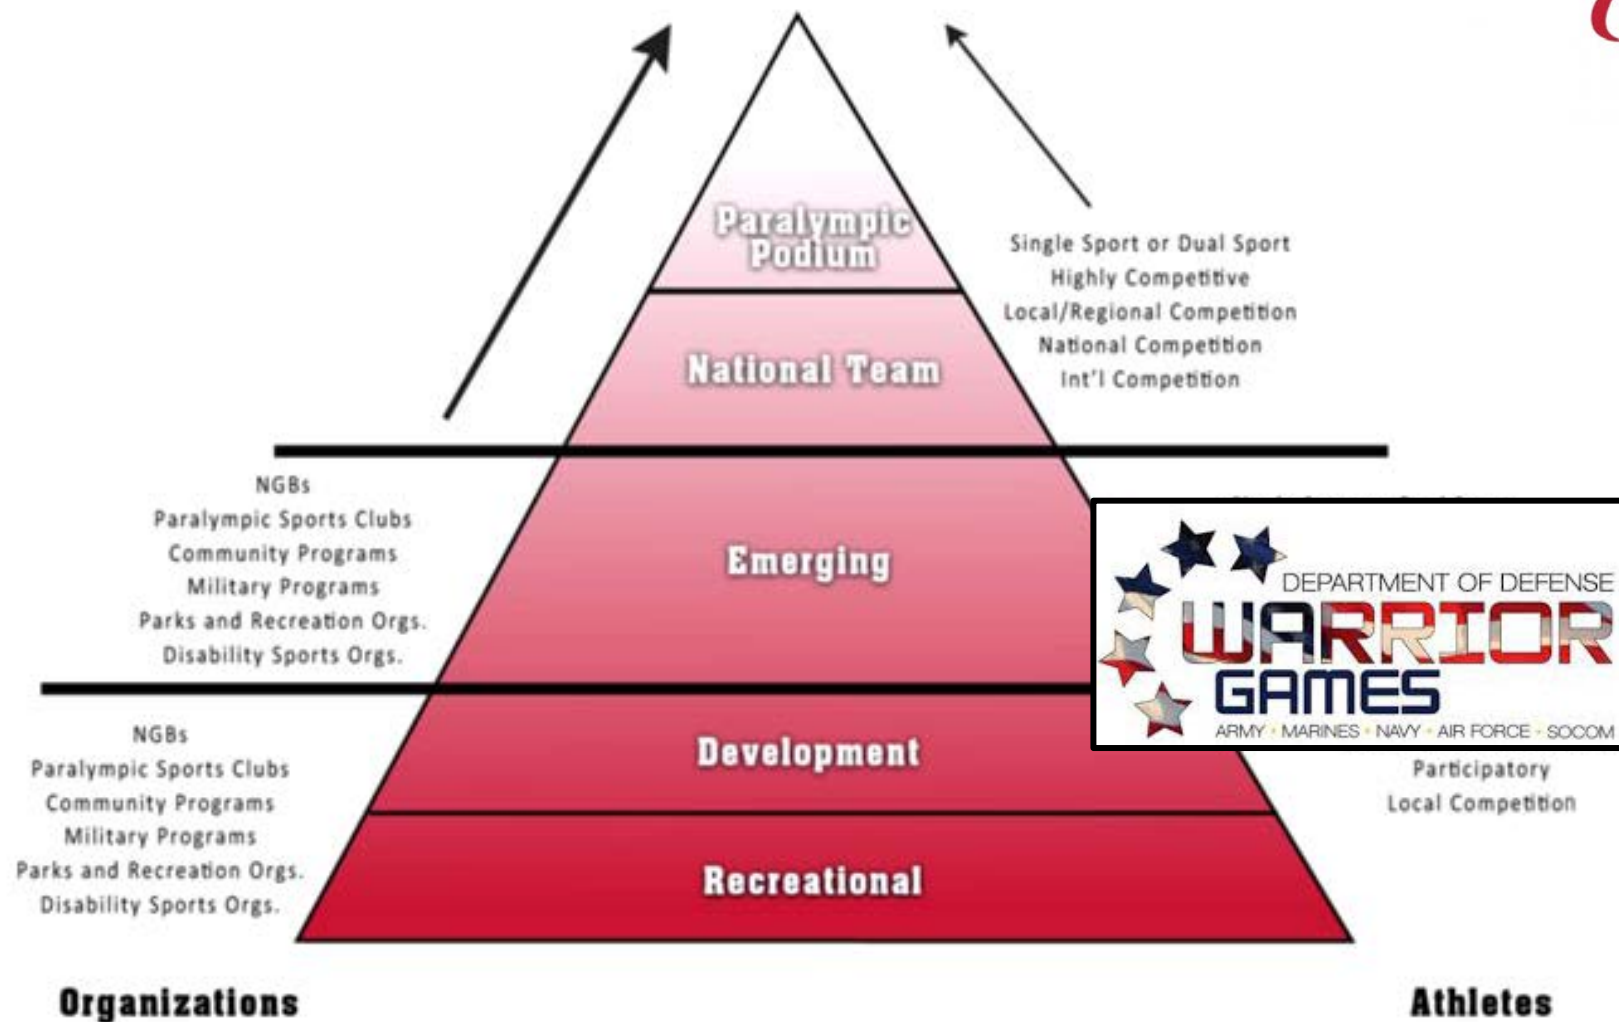 Paralympic
Podium
Single Sport or Dual Sport
Highly Competitive
Local/Regional Competition
National Competition
Int'l Competition
National Team
NGBs
Paralympic Sports Clubs
Community Programs
Military Programs
Parks and Recreation Orgs.
Disability Sports Orgs.
Emerging
DEPARTMENT OF DEFENSE
WARRIOR
GAMES
ARMY · MARINES · NAVY · AIR FORCE · SOCOM
NGBs
Paralympic Sports Clubs
Community Programs
Military Programs
Parks and Recreation Orgs.
Disability Sports Orgs.
Development
Participatory
Local Competition
Recreational
Organizations
Athletes